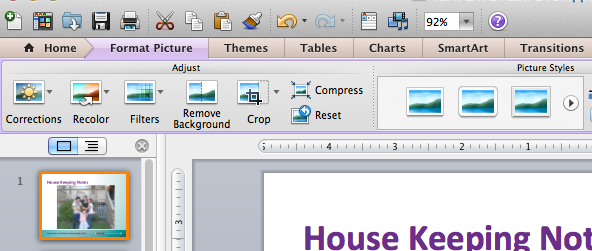 92%
Home Format Picture Themes Tables Charts SmartArt Transitions
Adjust Picture Styles
Corrections Recolor Filters Remove Background Crop Compress
Reset
5 4 3 2 1
1
House Keeping Notes
3
House Keeping Not